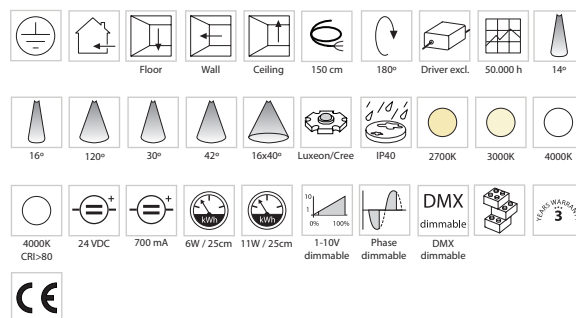 Floor
Wall
Ceiling
150 cm
180º
Driver excl.
50.000 h
14º
16º
120º
30º
42º
16x40º
Luxeon/Cree
IP40
2700K
3000K
4000K
+
+
kWh
kWh
10
1
0%
100%
DMX
dimmable
3
4000K
CRI>80
24 VDC
700 mA
6W / 25cm
11W / 25cm
1-10V
dimmable
Phase
dimmable
DMX
dimmable
CE